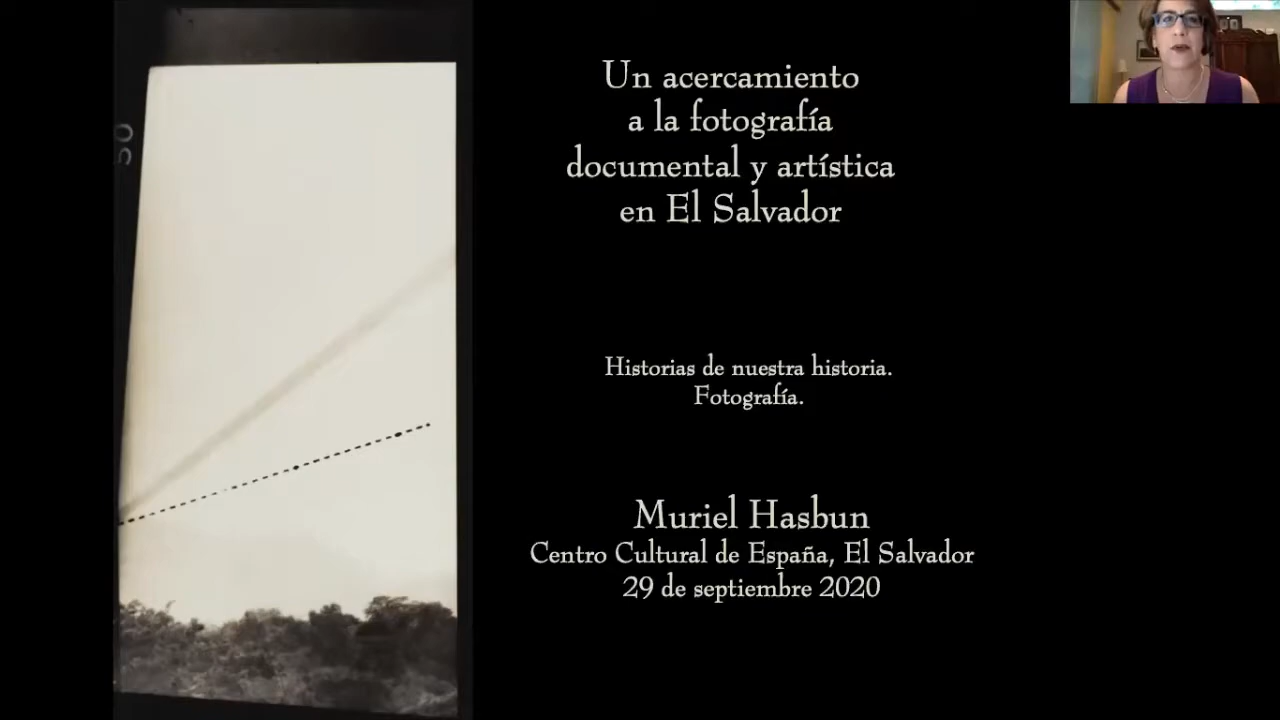 Un acercamiento
a la fotografía
documental y artística
en El Salvador
Historias de nuestra historia.
Fotografía.
Muriel Hasbun
Centro Cultural de España, El Salvador
29 de septiembre 2020
50